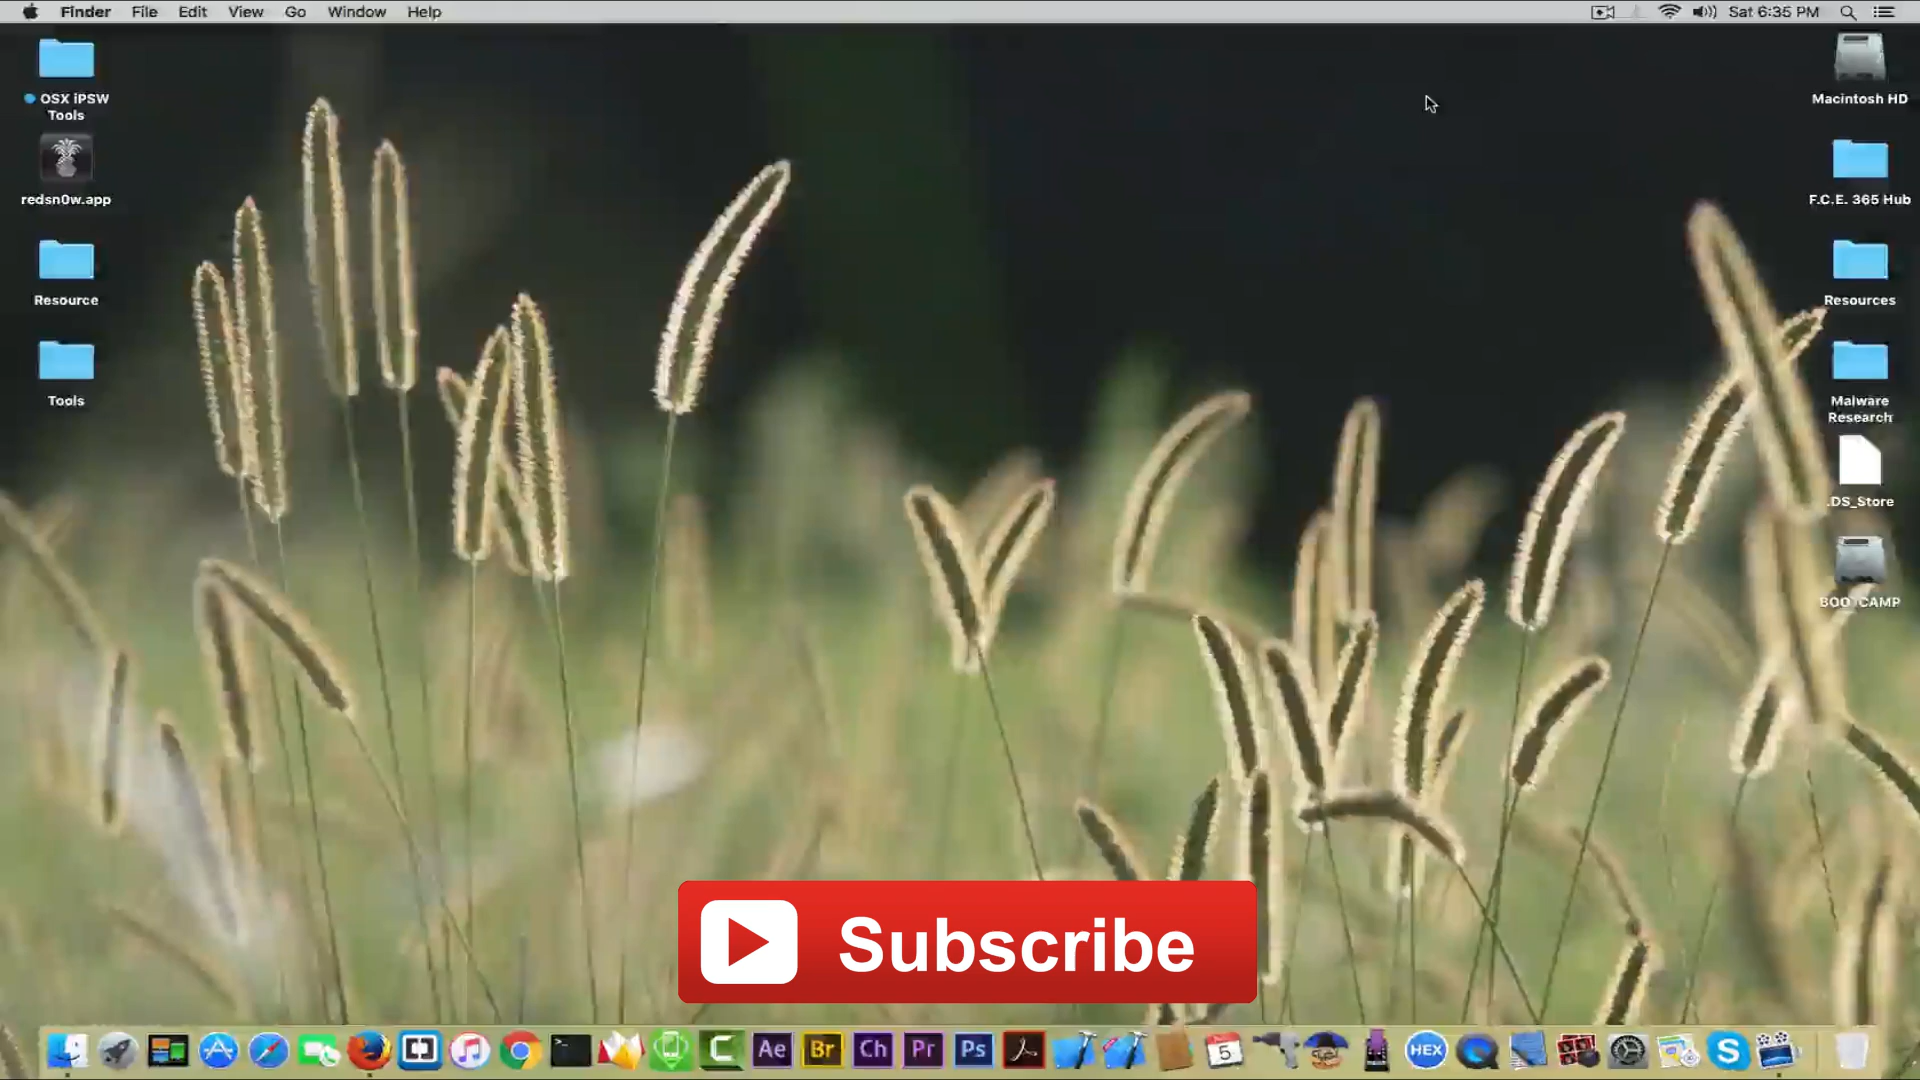 Finder File Edit View Go Window Help
Sat 6:35 PM
OSX iPSW
Tools
redsn0w.app
Resource
Tools
Macintosh HD
F.C.E. 365 Hub
Resources
Malware
Research
.DS_Store
BOOTCAMP
Subscribe
Ae Br Ch Pr Ps 5 HEX